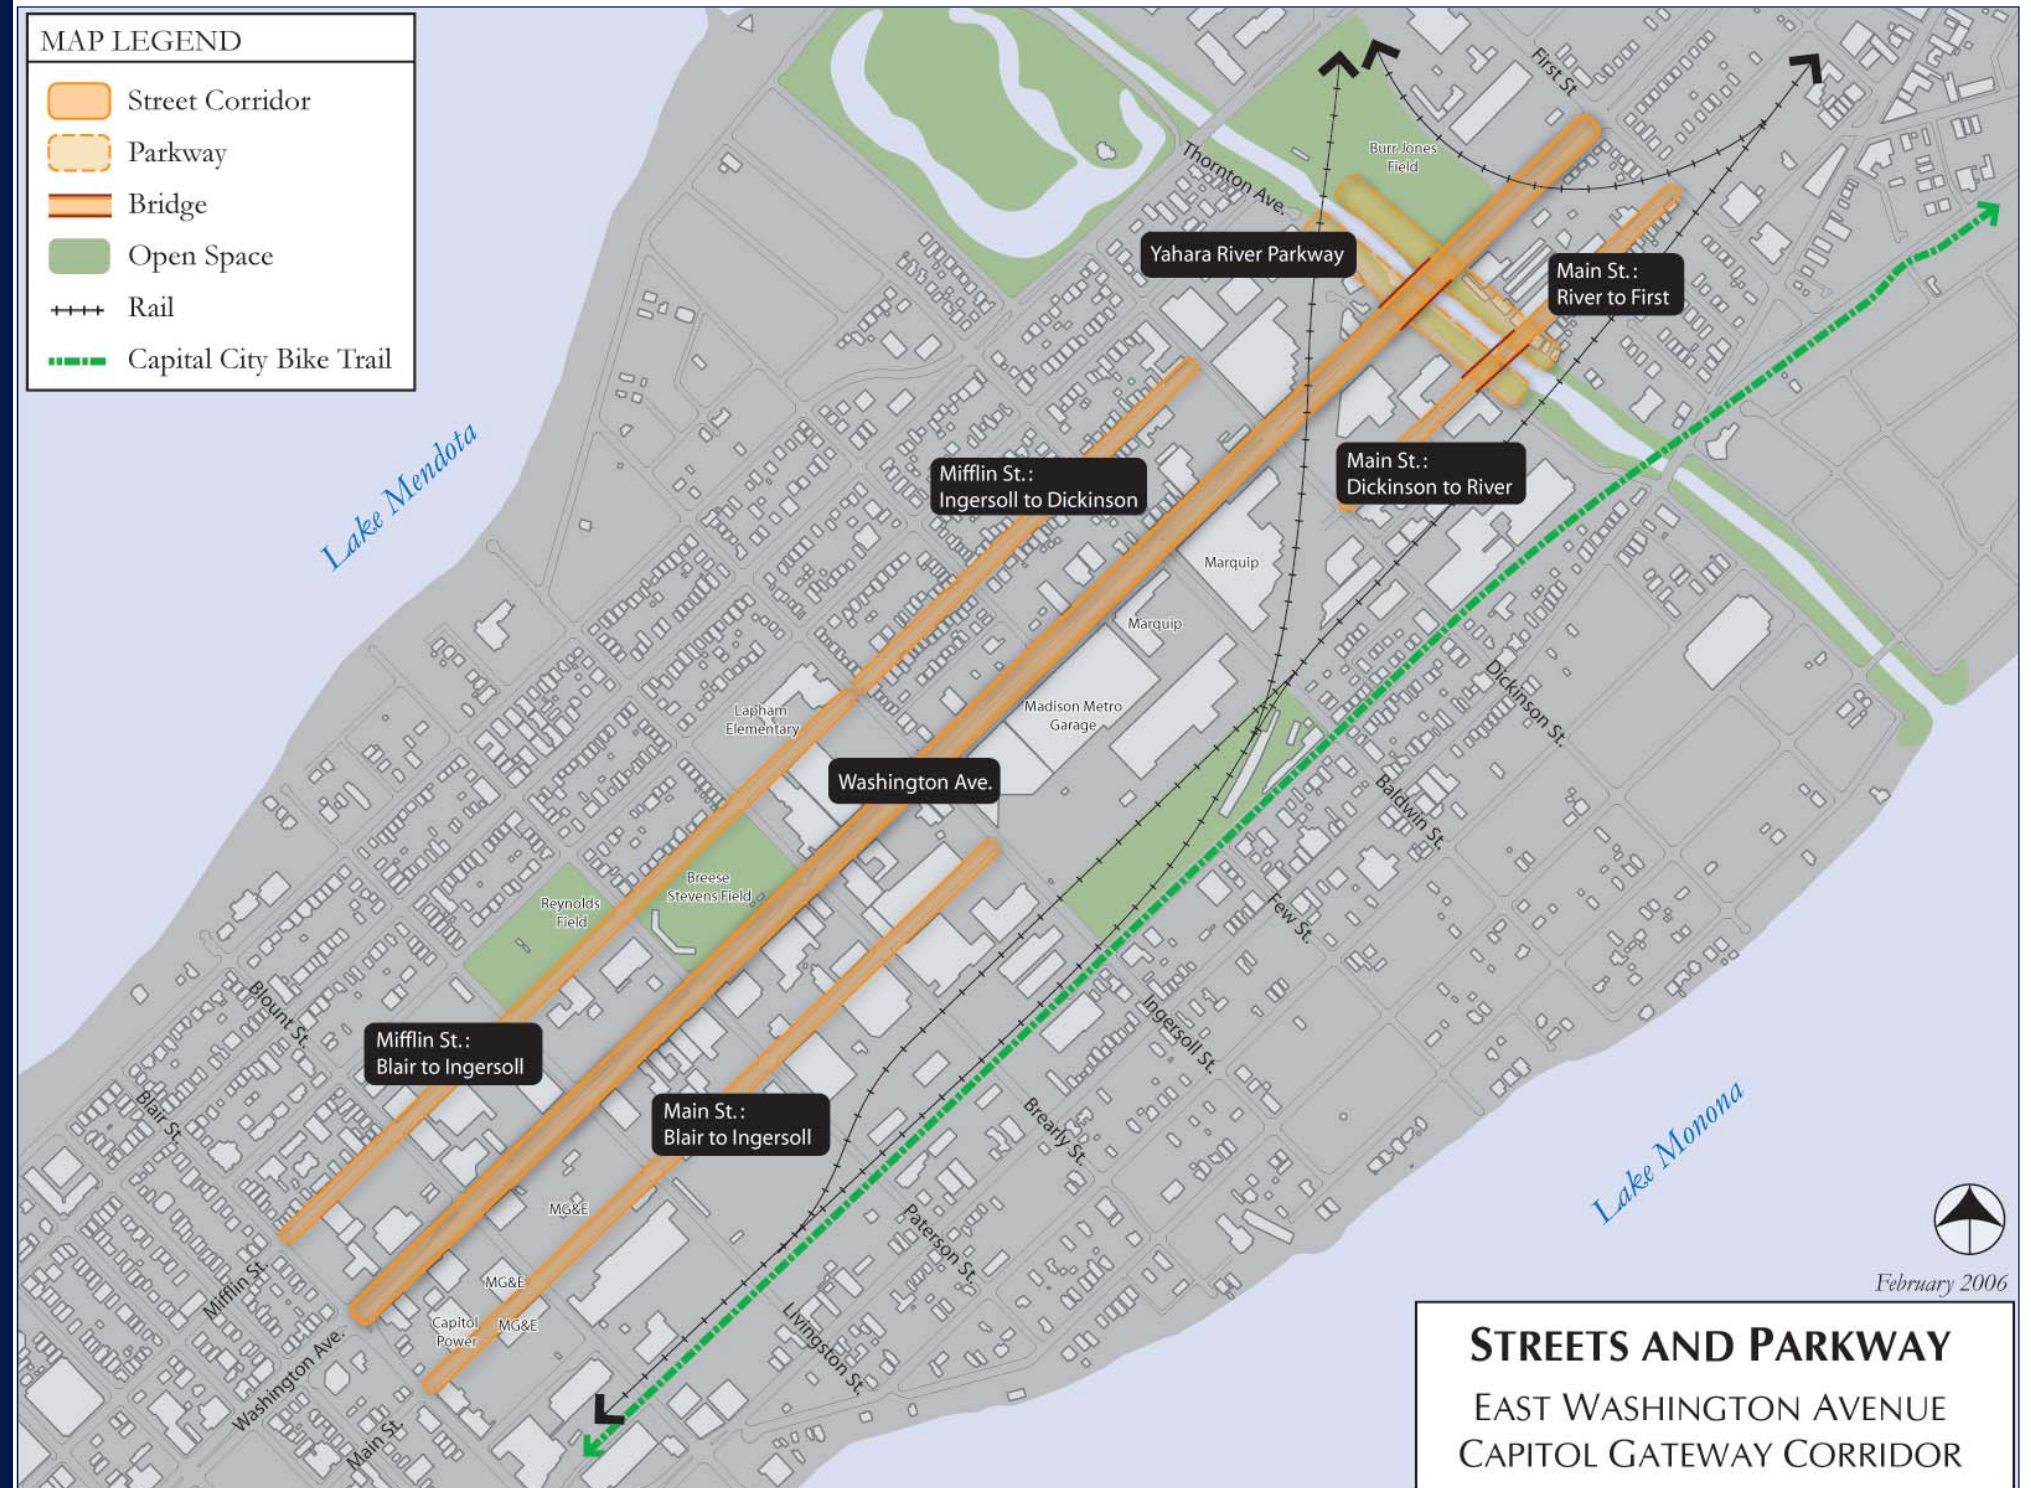 MAP LEGEND
Street Corridor
Parkway
Bridge
Open Space
Rail
Capital City Bike Trail
First St
Burr Jones
Field
Thornton Ave.
Yahara River Parkway
Main St.:
River to First
Mifflin St.:
Ingersoll to Dickinson
Main St.:
Dickinson to River
Lake Mendota
Marquip
Marquip
Dickinson St.
Lapham
Elementary
Madison Metro
Garage
Washington Ave.
Baldwin St.
Breese
Stevens Field
Reynolds
Field
Few St.
Blount St.
Ingersoll St.
Mifflin St.:
Blair to Ingersoll
Blair St.
Main St.:
Blair to Ingersoll
Brearly St.
Lake Monona
MG&E
Paterson St.
MG&E
Mifflin St.
Capitol
Power
MG&E
Livingston St.
Washington Ave.
Main St.
February 2006
STREETS AND PARKWAY
EAST WASHINGTON AVENUE
CAPITOL GATEWAY CORRIDOR